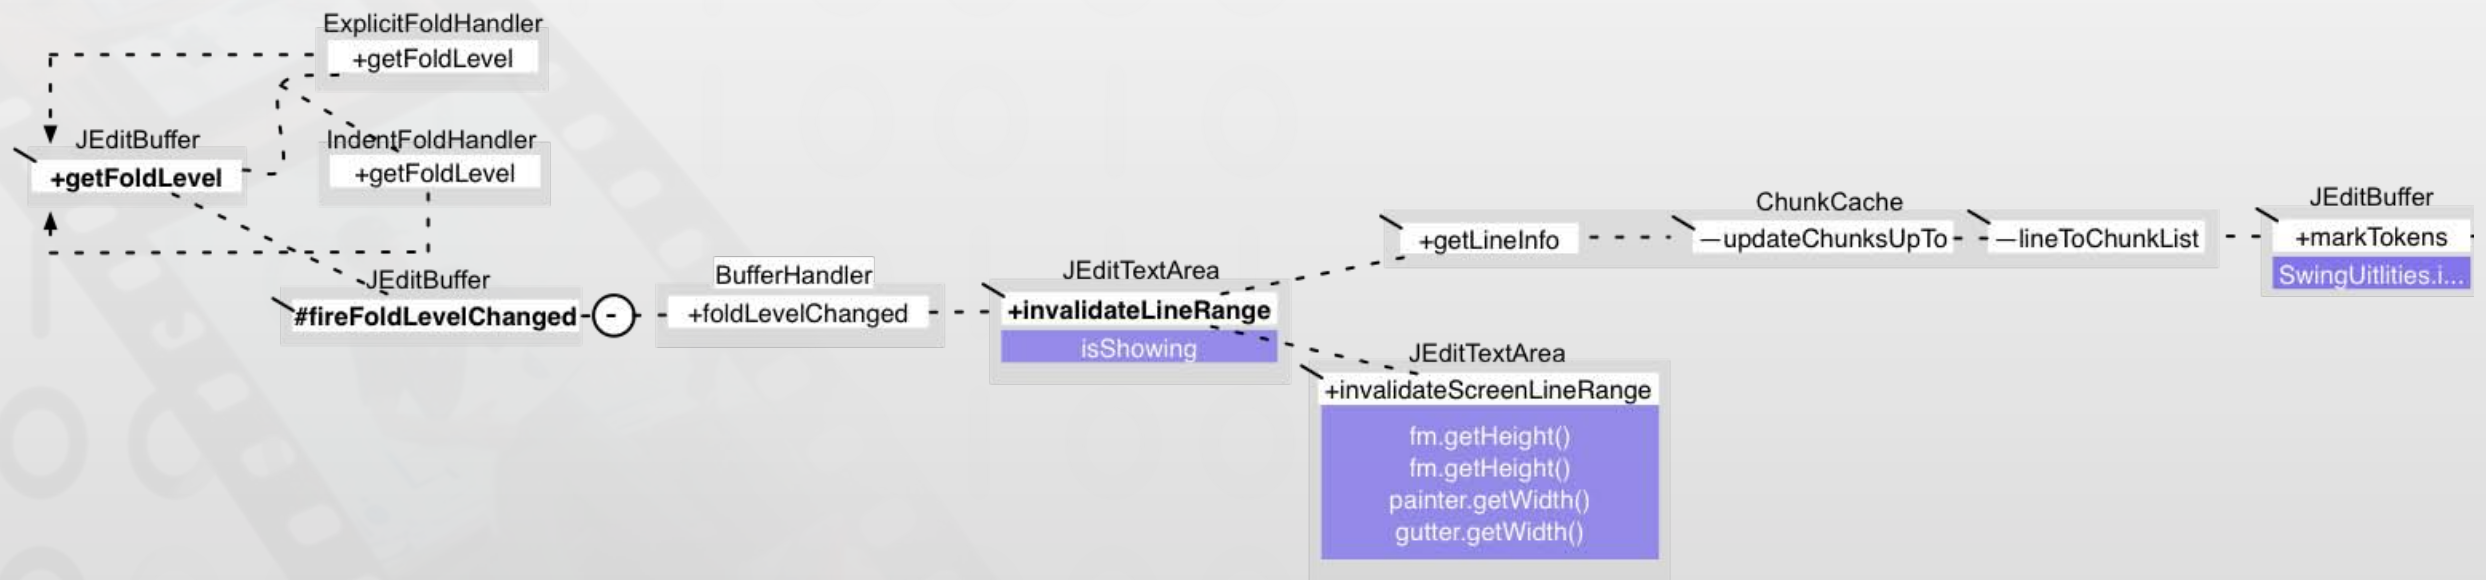 ExplicitFoldHandler
+getFoldLevel
JEditBuffer
+getFoldLevel
IndentFoldHandler
+getFoldLevel
JEditBuffer
#fireFoldLevelChanged
-
BufferHandler
+foldLevelChanged
JEditTextArea
+invalidateLineRange
isShowing
+getLineInfo
ChunkCache
—updateChunksUpTo
—lineToChunkList
JEditBuffer
+markTokens
SwingUitlities.i...
JEditTextArea
+invalidateScreenLineRange
fm.getHeight()
fm.getHeight()
painter.getWidth()
gutter.getWidth()